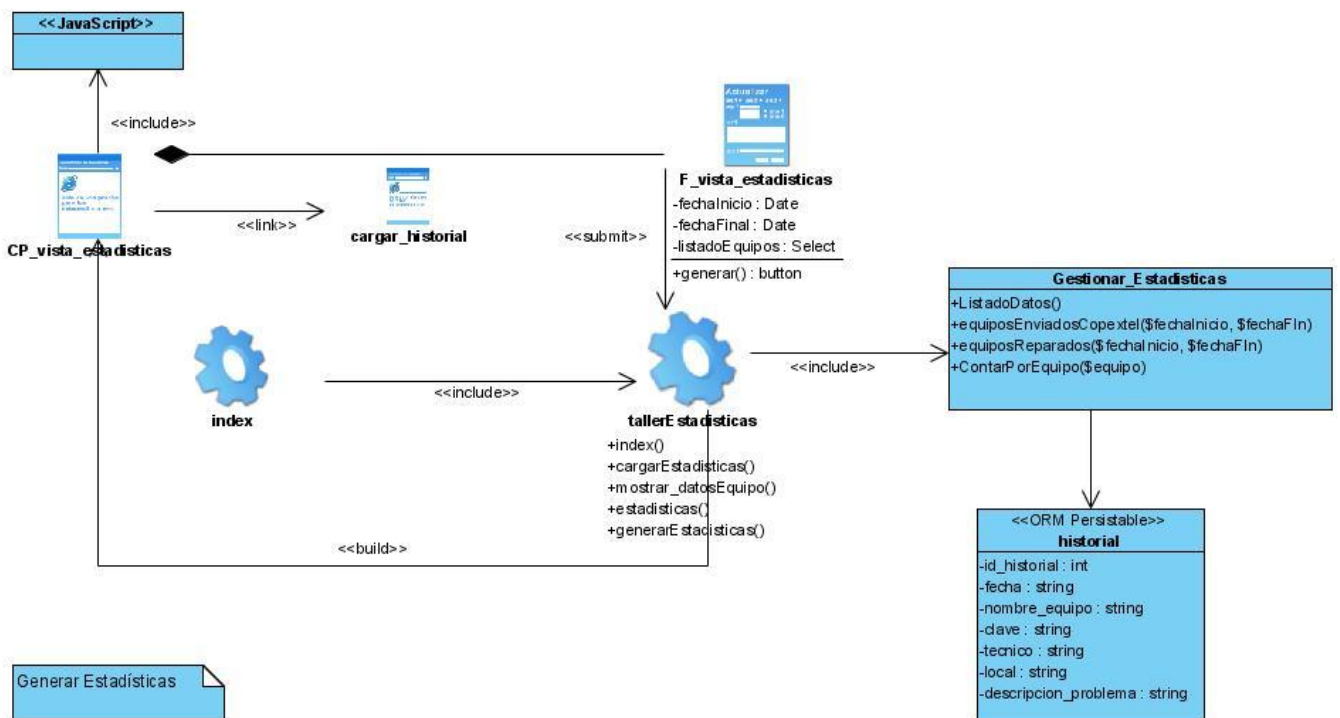 <<JavaScript>>
<<include>>
F_vista_estadisticas
-fechaInicio : Date
-fechaFinal : Date
-listadoEquipos : Select
+generar() : button
<<link>>
cargar_historial
<<submit>>
CP_vista_estadisticas
Gestionar_Estadisticas
+ListadoDatos()
+equiposEnviadosCopextel($fechaInicio, $fechaFIn)
+equiposReparados($fechaInicio, $fechaFIn)
+ContarPorEquipo($equipo)
<<include>>
<<include>>
index
tallerEstadisticas
+index()
+cargarEstadisticas()
+mostrar_datosEquipo()
+estadisticas()
+generarEstadisticas()
<<build>>
<<ORM Persistable>>
historial
-id_historial : int
-fecha : string
-nombre_equipo : string
-clave : string
-tecnico : string
-local : string
-descripcion_problema : string
Generar Estadísticas
Actualizar